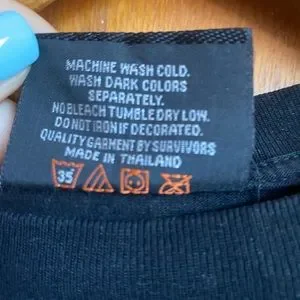 MACHINE WASH COLD.
WASH DARK COLORS
SEPARATELY.
NO BLEACH TUMBLE DRY LOW.
DO NOT IRON IF DECORATED.
QUALITY GARMENT BY SURVIVORS
MADE IN THAILAND
35